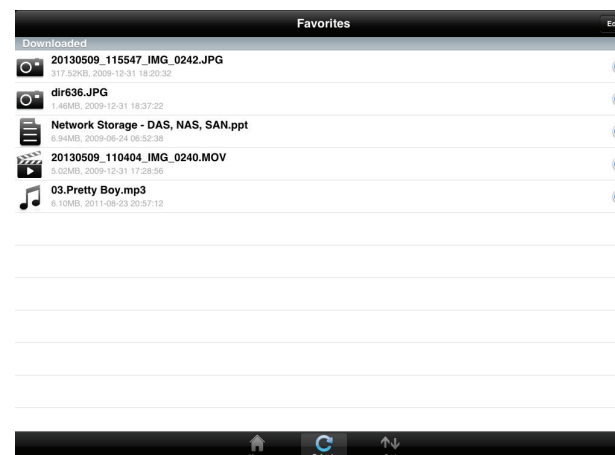 Favorites
Ed
Downloaded
20130509_115547_IMG_0242.JPG
317.52KB, 2009-12-31 18:20:32
dir636.JPG
1.46MB, 2009-12-31 18:37:22
Network Storage - DAS, NAS, SAN.ppt
6.94MB, 2009-06-24 06:52:38
20130509_110404_IMG_0240.MOV
5.02MB, 2009-12-31 17:28:56
03.Pretty Boy.mp3
6.10MB, 2011-08-23 20:57:12